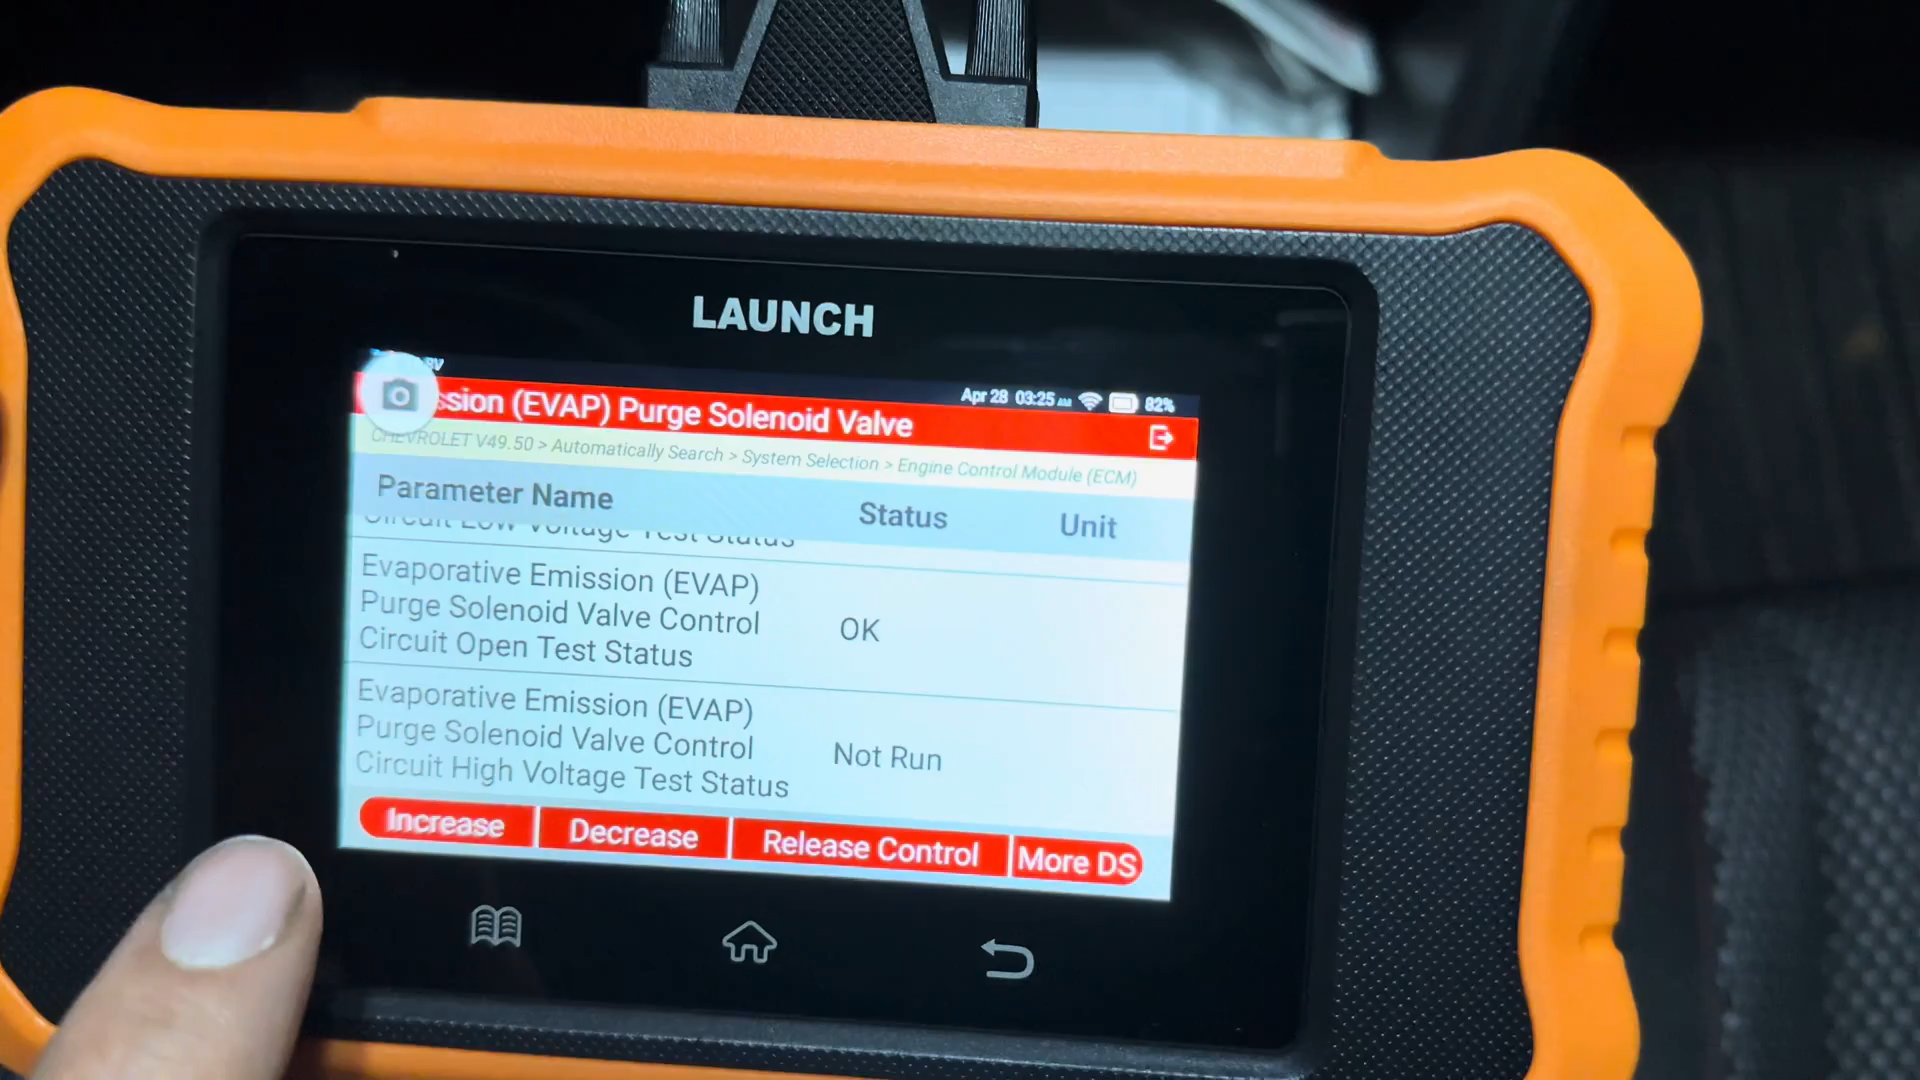 LAUNCH
Apr 28 03:25 AM 82%
ssion (EVAP) Purge Solenoid Valve
CHEVROLET V49.50 > Automatically Search > System Selection > Engine Control Module (ECM)
Parameter Name Status Unit
Circuit Low Voltage Test Status
Evaporative Emission (EVAP)
Purge Solenoid Valve Control
Circuit Open Test Status
OK
Evaporative Emission (EVAP)
Purge Solenoid Valve Control
Circuit High Voltage Test Status
Not Run
Increase Decrease Release Control More DS